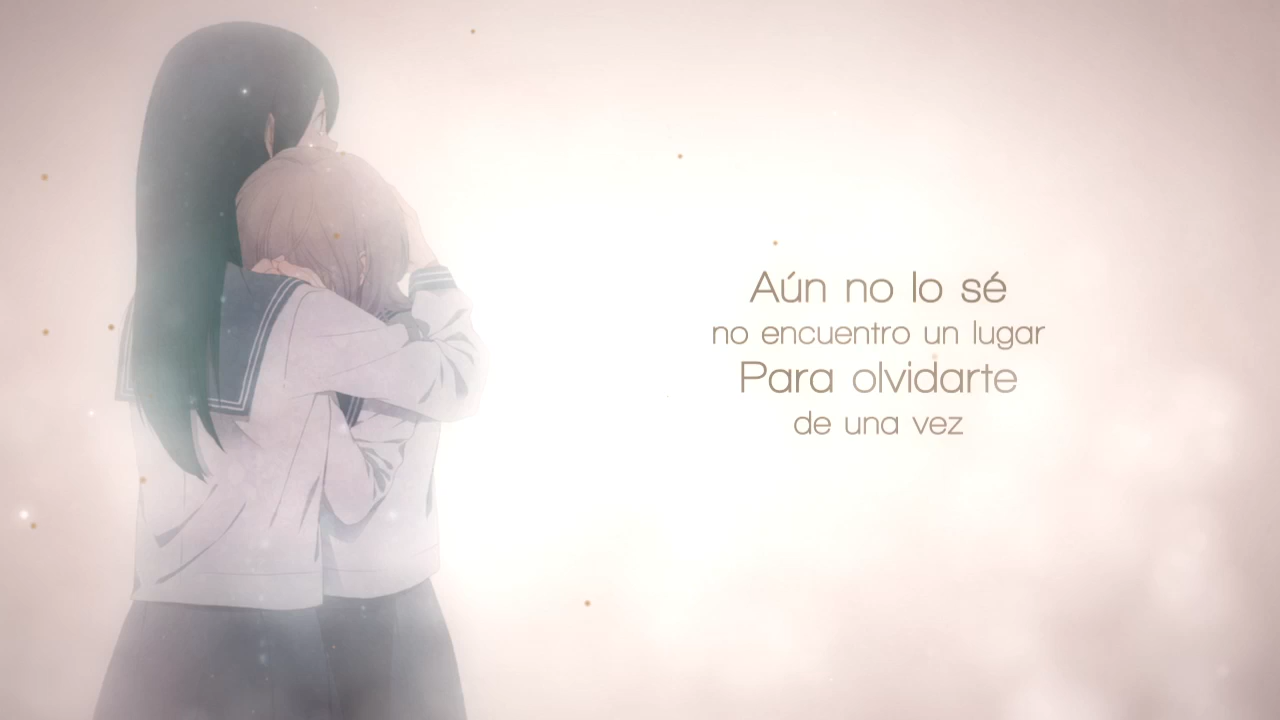 Aún no lo sé
no encuentro un lugar
Para olvidarte
de una vez